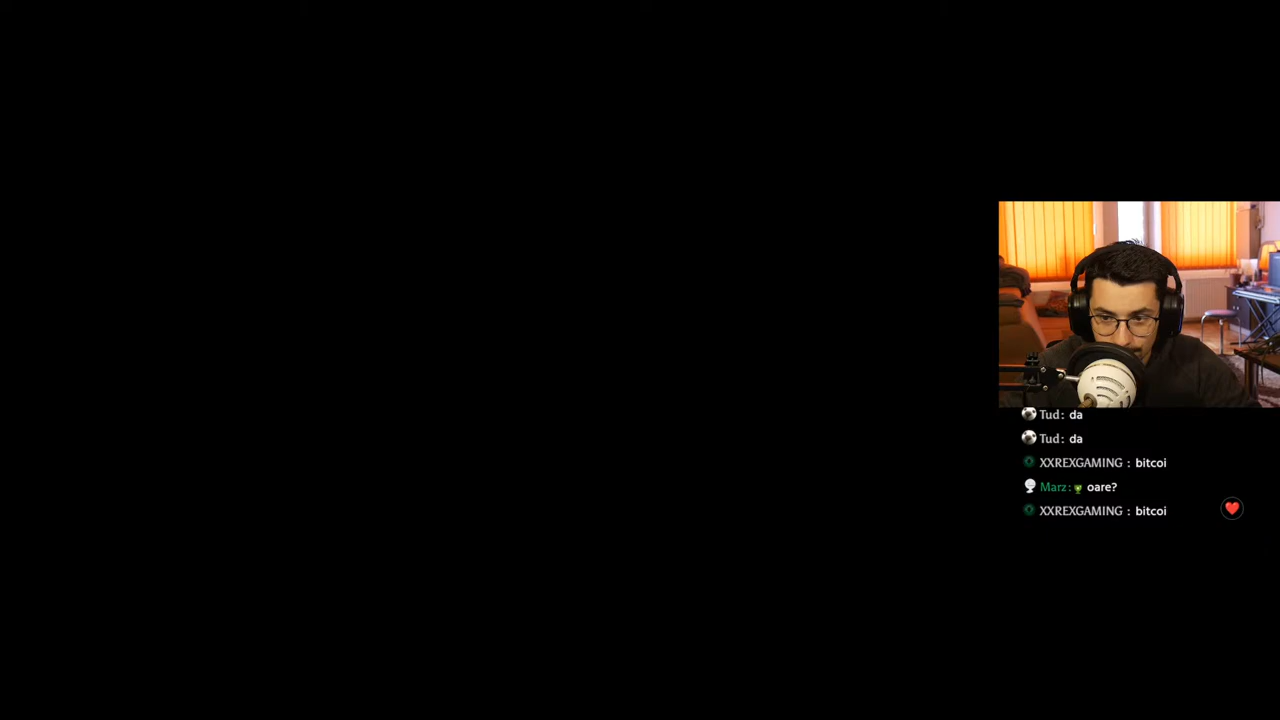 Tud: da
Tud: da
XXREXGAMING : bitcoi
Marz: oare?
XXREXGAMING : bitcoi